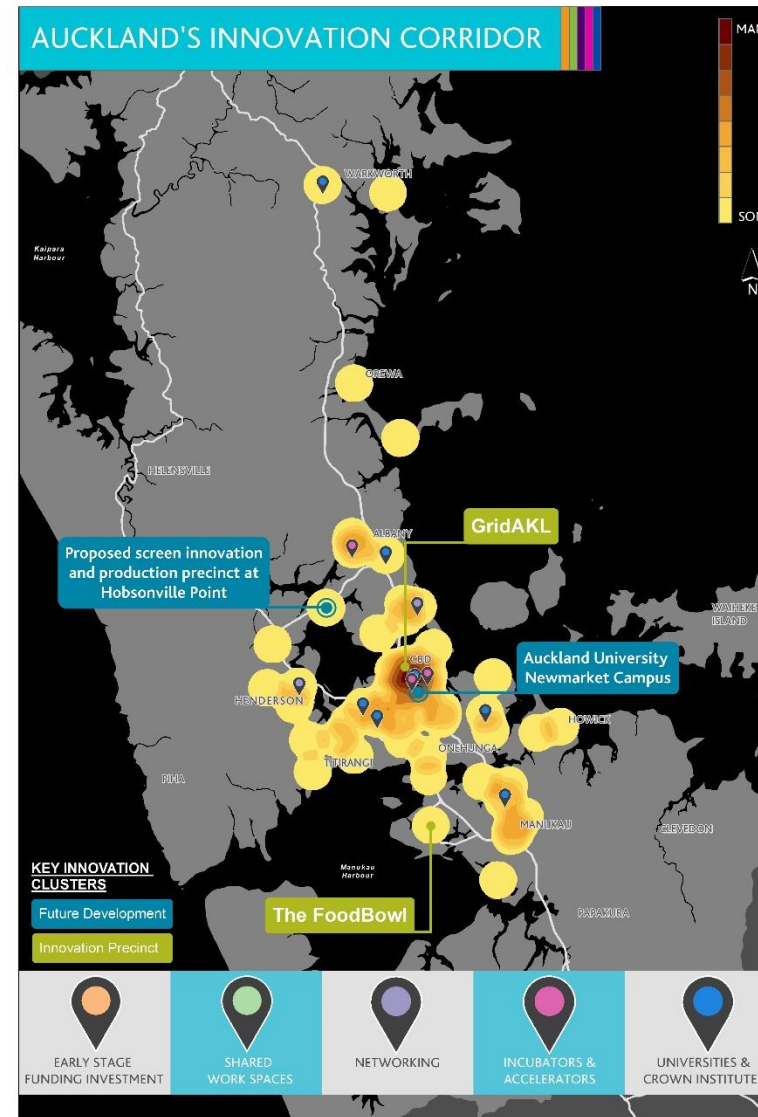 AUCKLAND'S INNOVATION CORRIDOR
MAN
SOM
N
WARKWORTH
Kaipara
Harbour
OREWA
HELENSVILLE
ALBANY
GridAKL
Proposed screen innovation
and production precinct at
Hobsonville Point
WAIHEKE
ISLAND
CBD
Auckland University
Newmarket Campus
HENDERSON
HOWICK
ONEHUNGA
TITIRANGI
PIHA
MANUKAU
CLEVEDON
Manukau
Harbour
KEY INNOVATION
CLUSTERS
Future Development
The FoodBowl
PAPAKURA
Innovation Precinct
EARLY STAGE
FUNDING INVESTMENT
SHARED
WORK SPACES
NETWORKING
INCUBATORS &
ACCELERATORS
UNIVERSITIES &
CROWN INSTITUTE